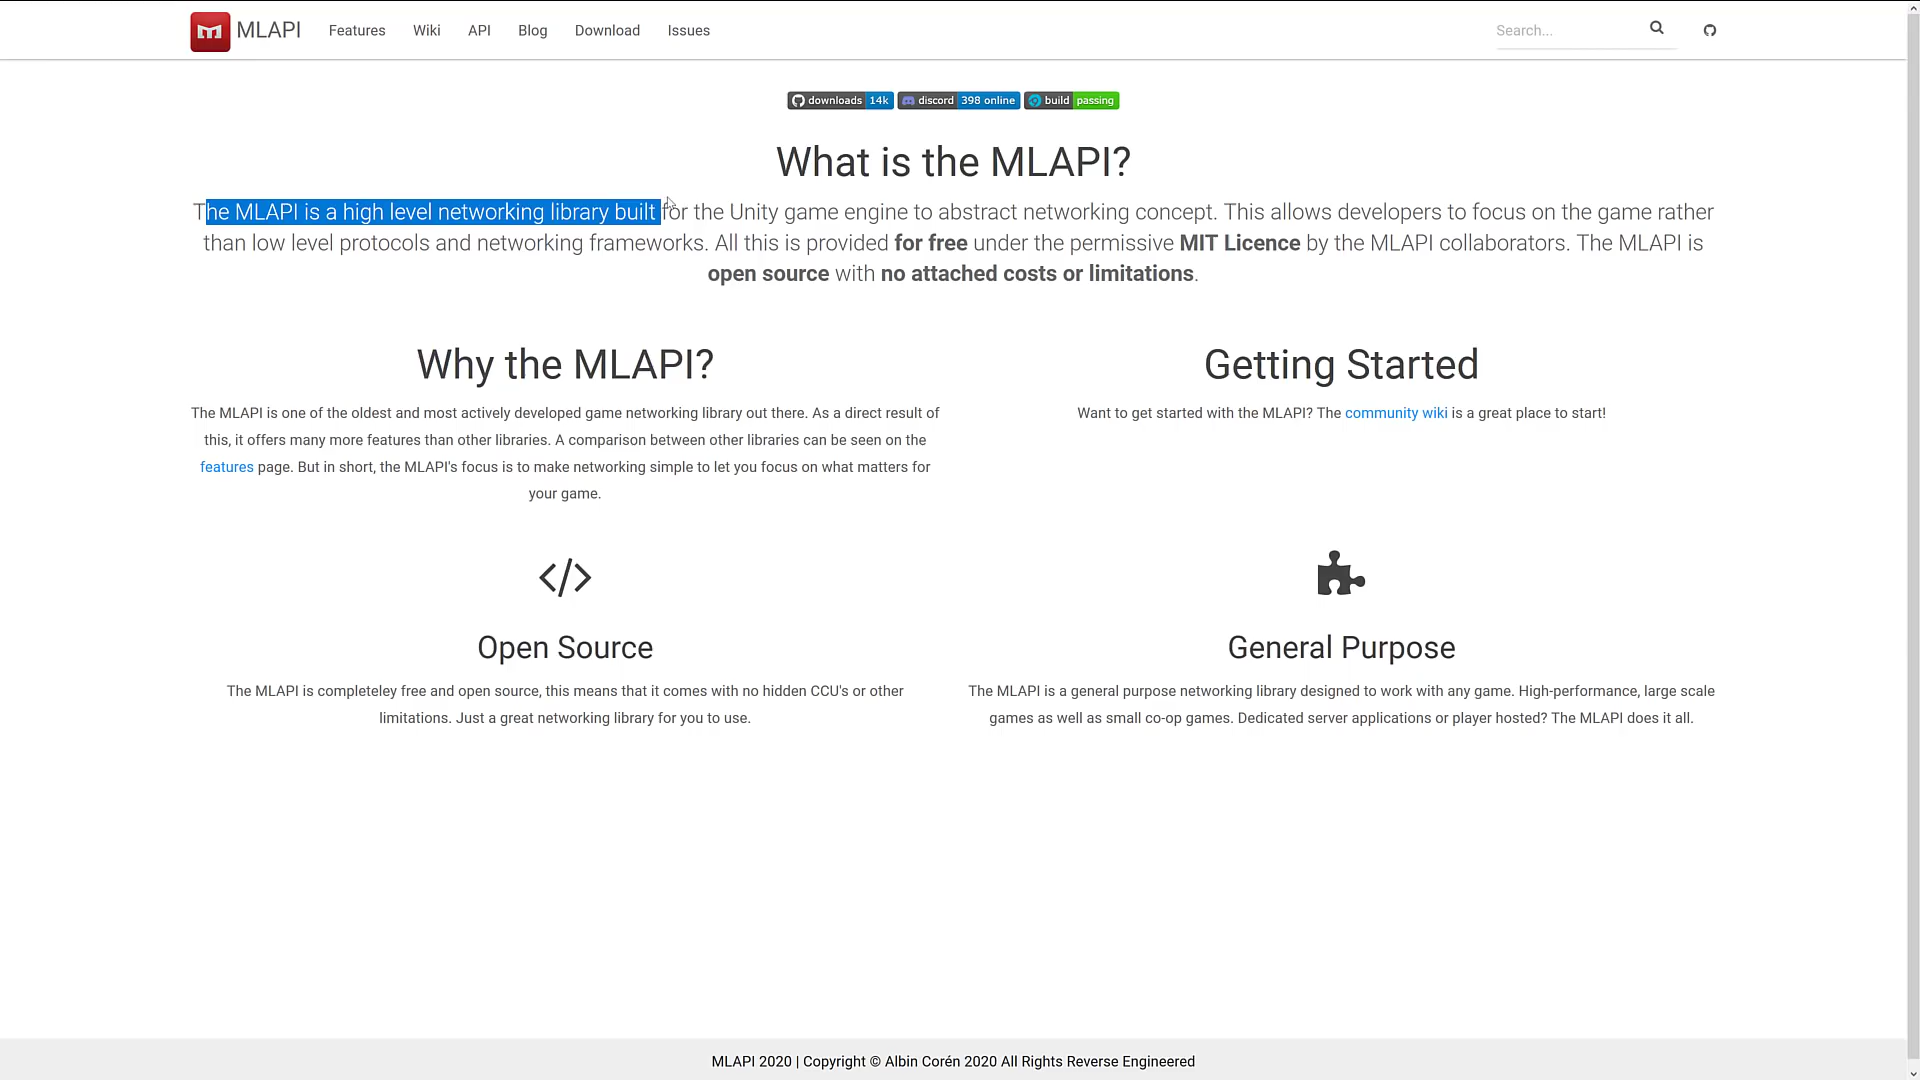 MLAPI Features Wiki API Blog Download Issues Search...
downloads 14k discord 398 online build passing
What is the MLAPI?
The MLAPI is a high level networking library built for the Unity game engine to abstract networking concept. This allows developers to focus on the game rather
than low level protocols and networking frameworks. All this is provided for free under the permissive MIT Licence by the MLAPI collaborators. The MLAPI is
open source with no attached costs or limitations.
Why the MLAPI?
The MLAPI is one of the oldest and most actively developed game networking library out there. As a direct result of
this, it offers many more features than other libraries. A comparison between other libraries can be seen on the
features page. But in short, the MLAPI's focus is to make networking simple to let you focus on what matters for
your game.
Getting Started
Want to get started with the MLAPI? The community wiki is a great place to start!
Open Source
The MLAPI is completeley free and open source, this means that it comes with no hidden CCU's or other
limitations. Just a great networking library for you to use.
General Purpose
The MLAPI is a general purpose networking library designed to work with any game. High-performance, large scale
games as well as small co-op games. Dedicated server applications or player hosted? The MLAPI does it all.
MLAPI 2020 | Copyright © Albin Corén 2020 All Rights Reverse Engineered